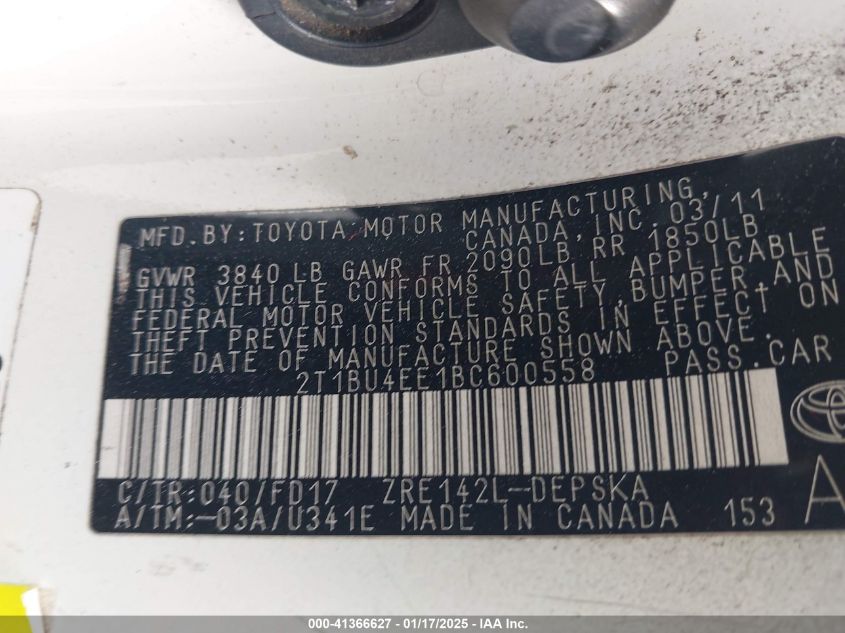 MFD.BY:TOYOTA MOTOR MANUFACTURING,
CANADA,INC. 03/11
GVWR 3840LB GAWR FR 2090LB RR 1850LB
THIS VEHICLE CONFORMS TO ALL APPLICABLE
FEDERAL MOTOR VEHICLE SAFETY,BUMPER,AND
THEFT PREVENTION STANDARDS IN EFFECT ON
THE DATE OF MANUFACTURE SHOWN ABOVE.
2T1BU4EE1BC600558 PASS.CAR
C/TR:040/FD17 ZRE142L-DEPSKA
A/TM:-03A/U341E MADE IN CANADA 153 A
000-41366627 - 01/17/2025 - IAA Inc.